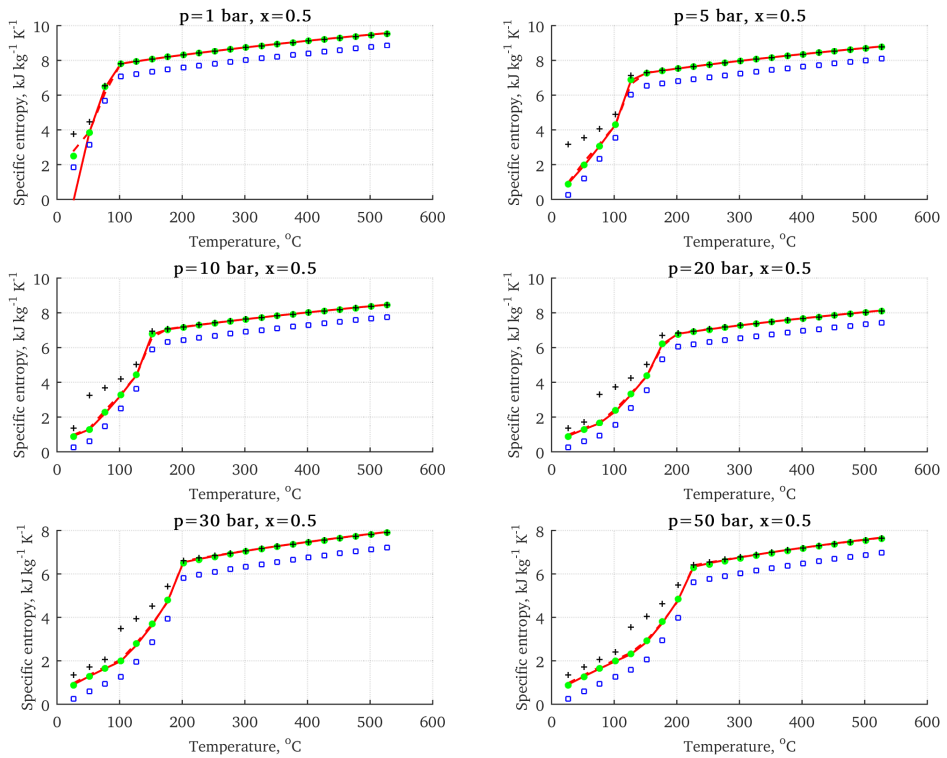 p=1 bar, x=0.5
Specific entropy, kJ kg-1 K-1
10
8
6
4
2
0
0 100 200 300 400 500 600
Temperature, oC
p=5 bar, x=0.5
Specific entropy, kJ kg-1 K-1
10
8
6
4
2
0
0 100 200 300 400 500 600
Temperature, oC
p=10 bar, x=0.5
Specific entropy, kJ kg-1 K-1
10
8
6
4
2
0
0 100 200 300 400 500 600
Temperature, oC
p=20 bar, x=0.5
Specific entropy, kJ kg-1 K-1
10
8
6
4
2
0
0 100 200 300 400 500 600
Temperature, oC
p=30 bar, x=0.5
Specific entropy, kJ kg-1 K-1
8
6
4
2
0
0 100 200 300 400 500 600
Temperature, oC
p=50 bar, x=0.5
Specific entropy, kJ kg-1 K-1
8
6
4
2
0
0 100 200 300 400 500 600
Temperature, oC